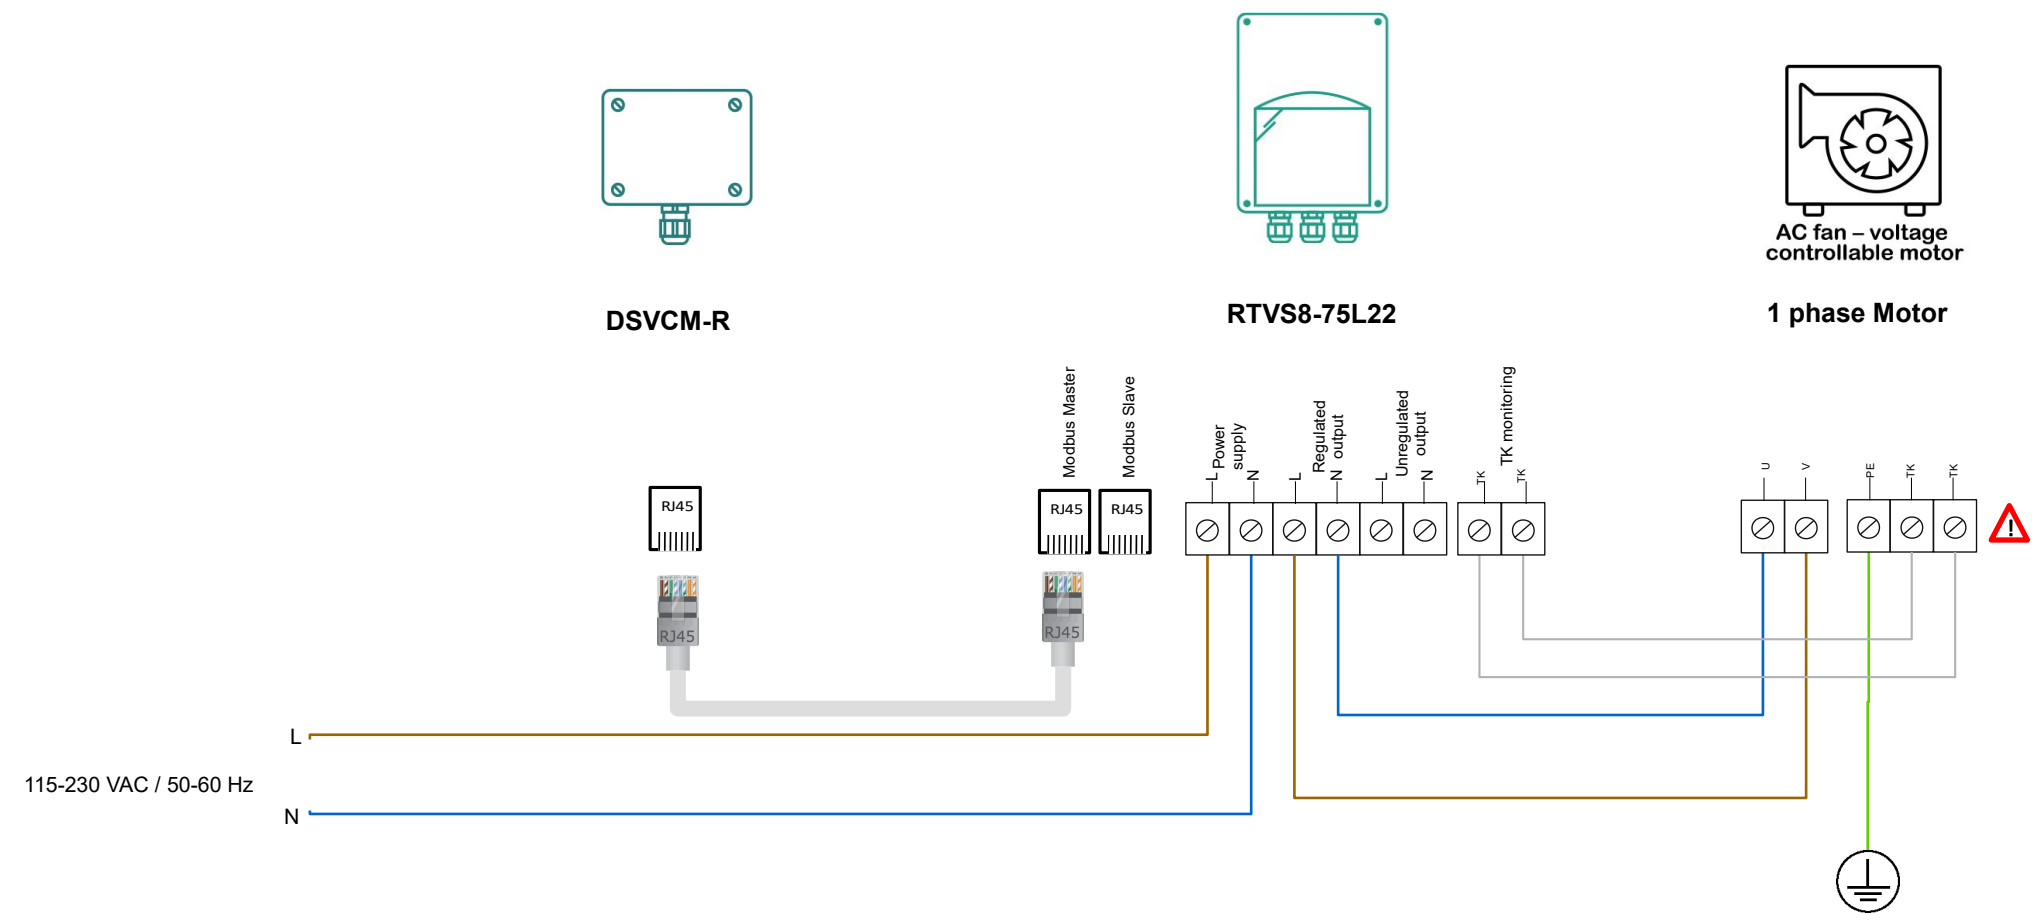 AC fan – voltage
controllable motor
DSVCM-R
RTVS8-75L22
1 phase Motor
Modbus Master
Modbus Slave
L
Power
supply
N
L
Regulated
output
N
L
Unregulated
output
N
TK
TK monitoring
TK
U
V
PE
TK
TK
RJ45
RJ45
RJ45
!
RJ45
RJ45
L
115-230 VAC / 50-60 Hz
N